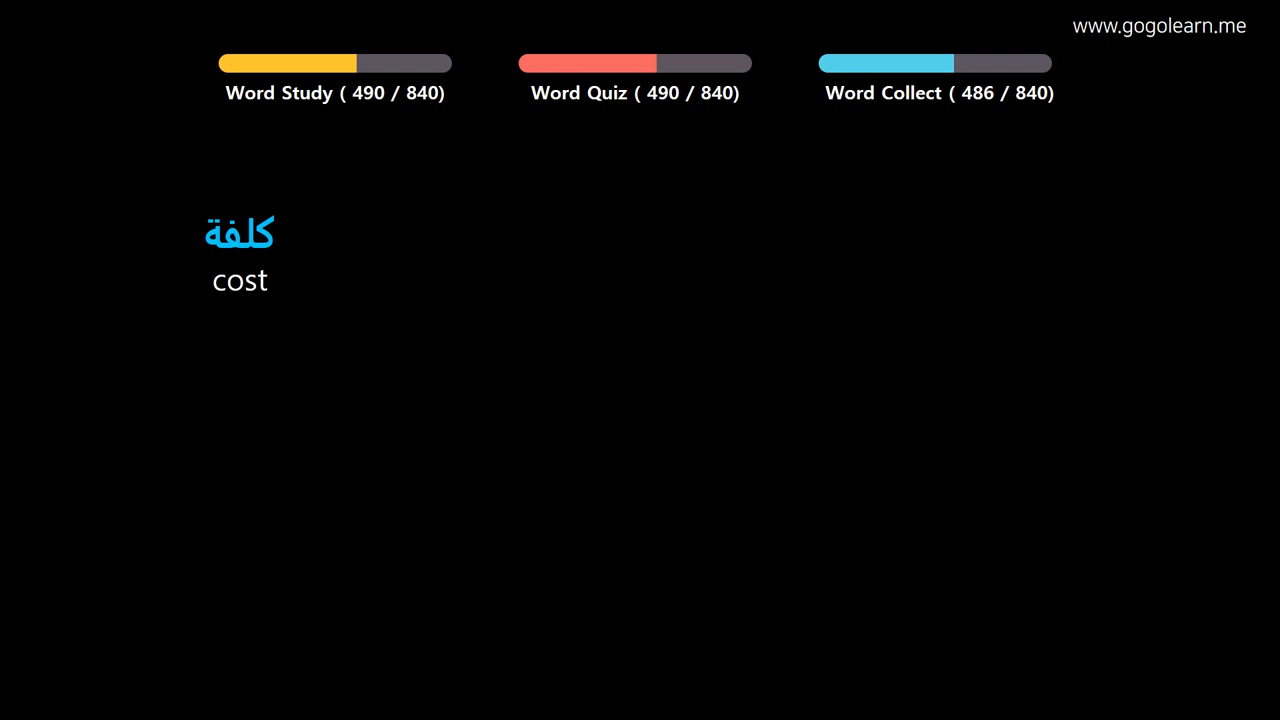 www.gogolearn.me
Word Study ( 490 / 840)
Word Quiz ( 490 / 840)
Word Collect ( 486 / 840)
كلفة
cost